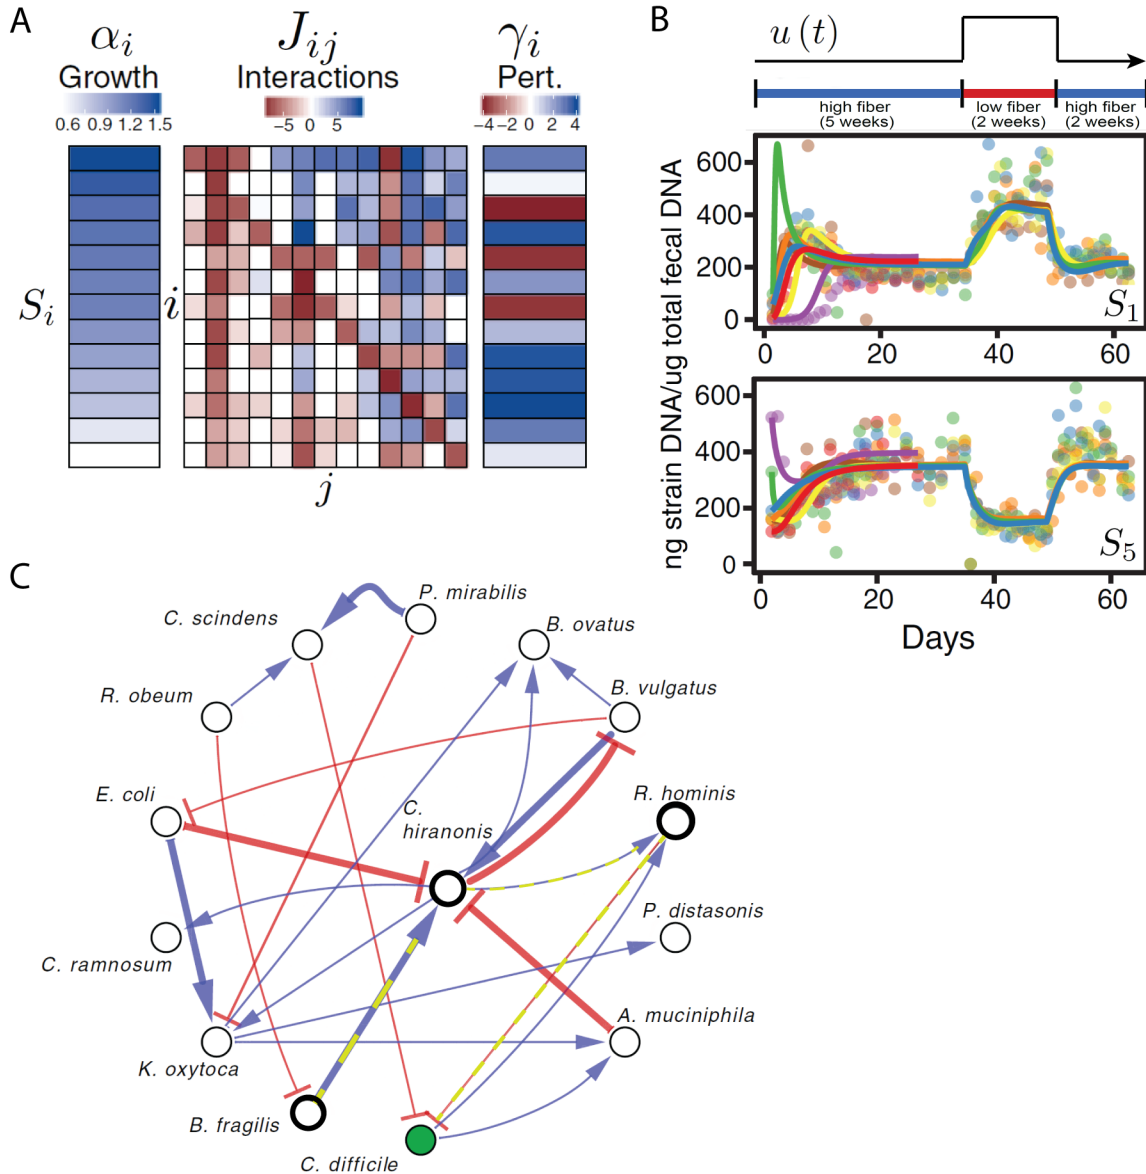 A
αᵢ
Growth
0.6 0.9 1.2 1.5
Jᵢⱼ
Interactions
−5 0 5
γᵢ
Pert.
−4 −2 0 2 4
Sᵢ
i
j
B
u (t)
high fiber
(5 weeks)
low fiber
(2 weeks)
high fiber
(2 weeks)
ng strain DNA/ug total fecal DNA
600
400
200
0
S₁
0 20 40 60
600
400
200
0
S₅
0 20 40 60
Days
C
P. mirabilis
C. scindens
B. ovatus
R. obeum
B. vulgatus
E. coli
C.
hiranonis
R. hominis
P. distasonis
C. ramnosum
A. muciniphila
K. oxytoca
B. fragilis
C. difficile